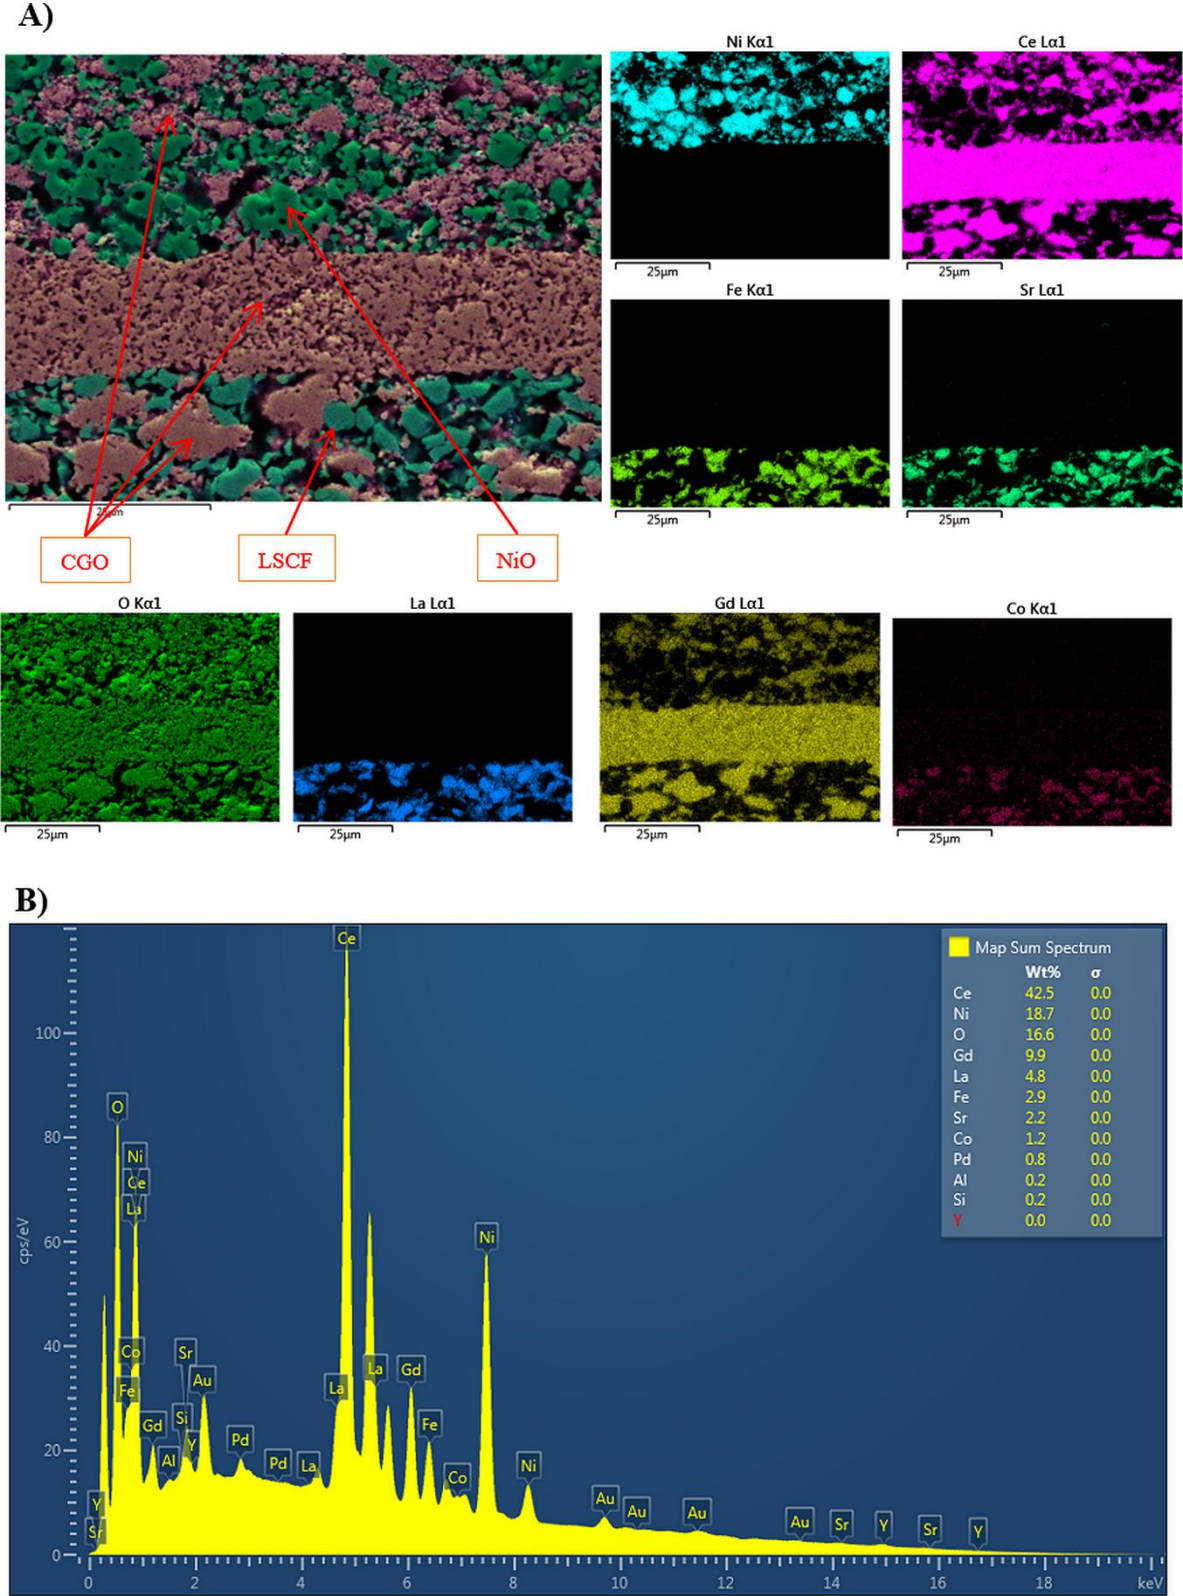 A)
Ni Kα1
Ce Lα1
25µm
25µm
Fe Kα1
Sr Lα1
25µm
25µm
25µm
CGO
LSCF
NiO
O Kα1
La Lα1
Gd Lα1
Co Kα1
25µm
25µm
25µm
25µm
B)
Map Sum Spectrum
Wt% σ
Ce 42.5 0.0
Ni 18.7 0.0
O 16.6 0.0
Gd 9.9 0.0
La 4.8 0.0
Fe 2.9 0.0
Sr 2.2 0.0
Co 1.2 0.0
Pd 0.8 0.0
Al 0.2 0.0
Si 0.2 0.0
Y 0.0 0.0
cps/eV
100
80
60
40
20
0
Ce
O
Ni
Ce
La
Co
Fe
Sr
Au
Gd
Si
Y
Al
Pd
Pd
La
La
La
Gd
Fe
Co
Ni
Ni
Y
Sr
Au
Au
Au
Au
Sr
Y
Sr
Y
0 2 4 6 8 10 12 14 16 18 keV